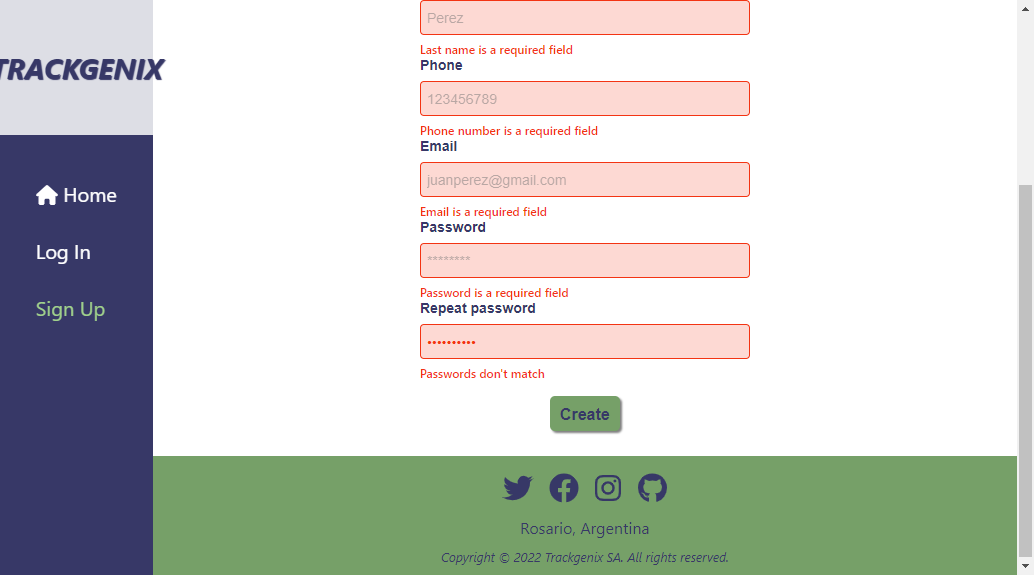 TRACKGENIX
Home
Log In
Sign Up
Perez
Last name is a required field
Phone
123456789
Phone number is a required field
Email
juanperez@gmail.com
Email is a required field
Password
********
Password is a required field
Repeat password
••••••••••
Passwords don't match
Create
Rosario, Argentina
Copyright © 2022 Trackgenix SA. All rights reserved.